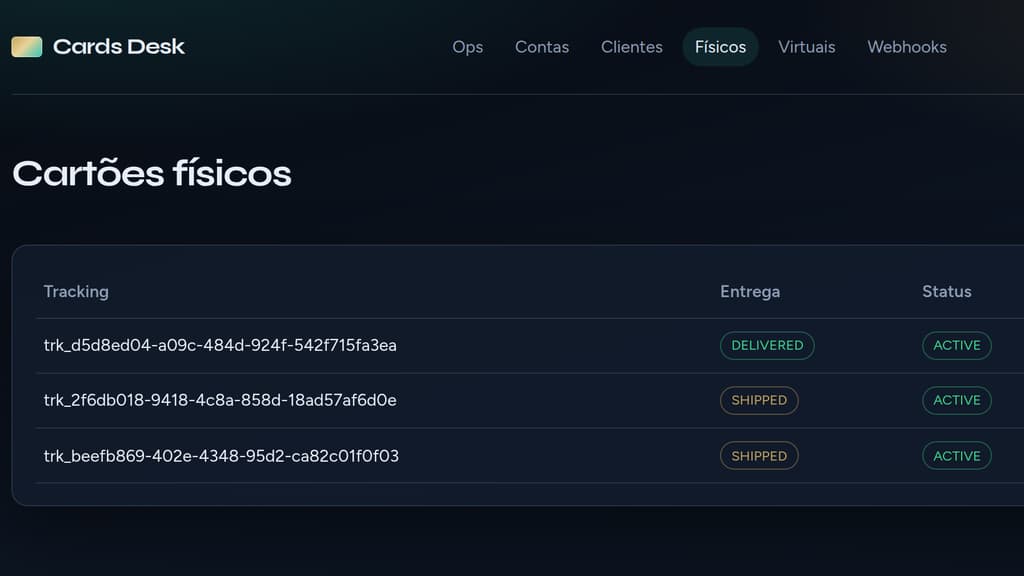 Cards Desk Ops Contas Clientes Físicos Virtuais Webhooks
Cartões físicos
Tracking Entrega Status
trk_d5d8ed04-a09c-484d-924f-542f715fa3ea DELIVERED ACTIVE
trk_2f6db018-9418-4c8a-858d-18ad57af6d0e SHIPPED ACTIVE
trk_beefb869-402e-4348-95d2-ca82c01f0f03 SHIPPED ACTIVE